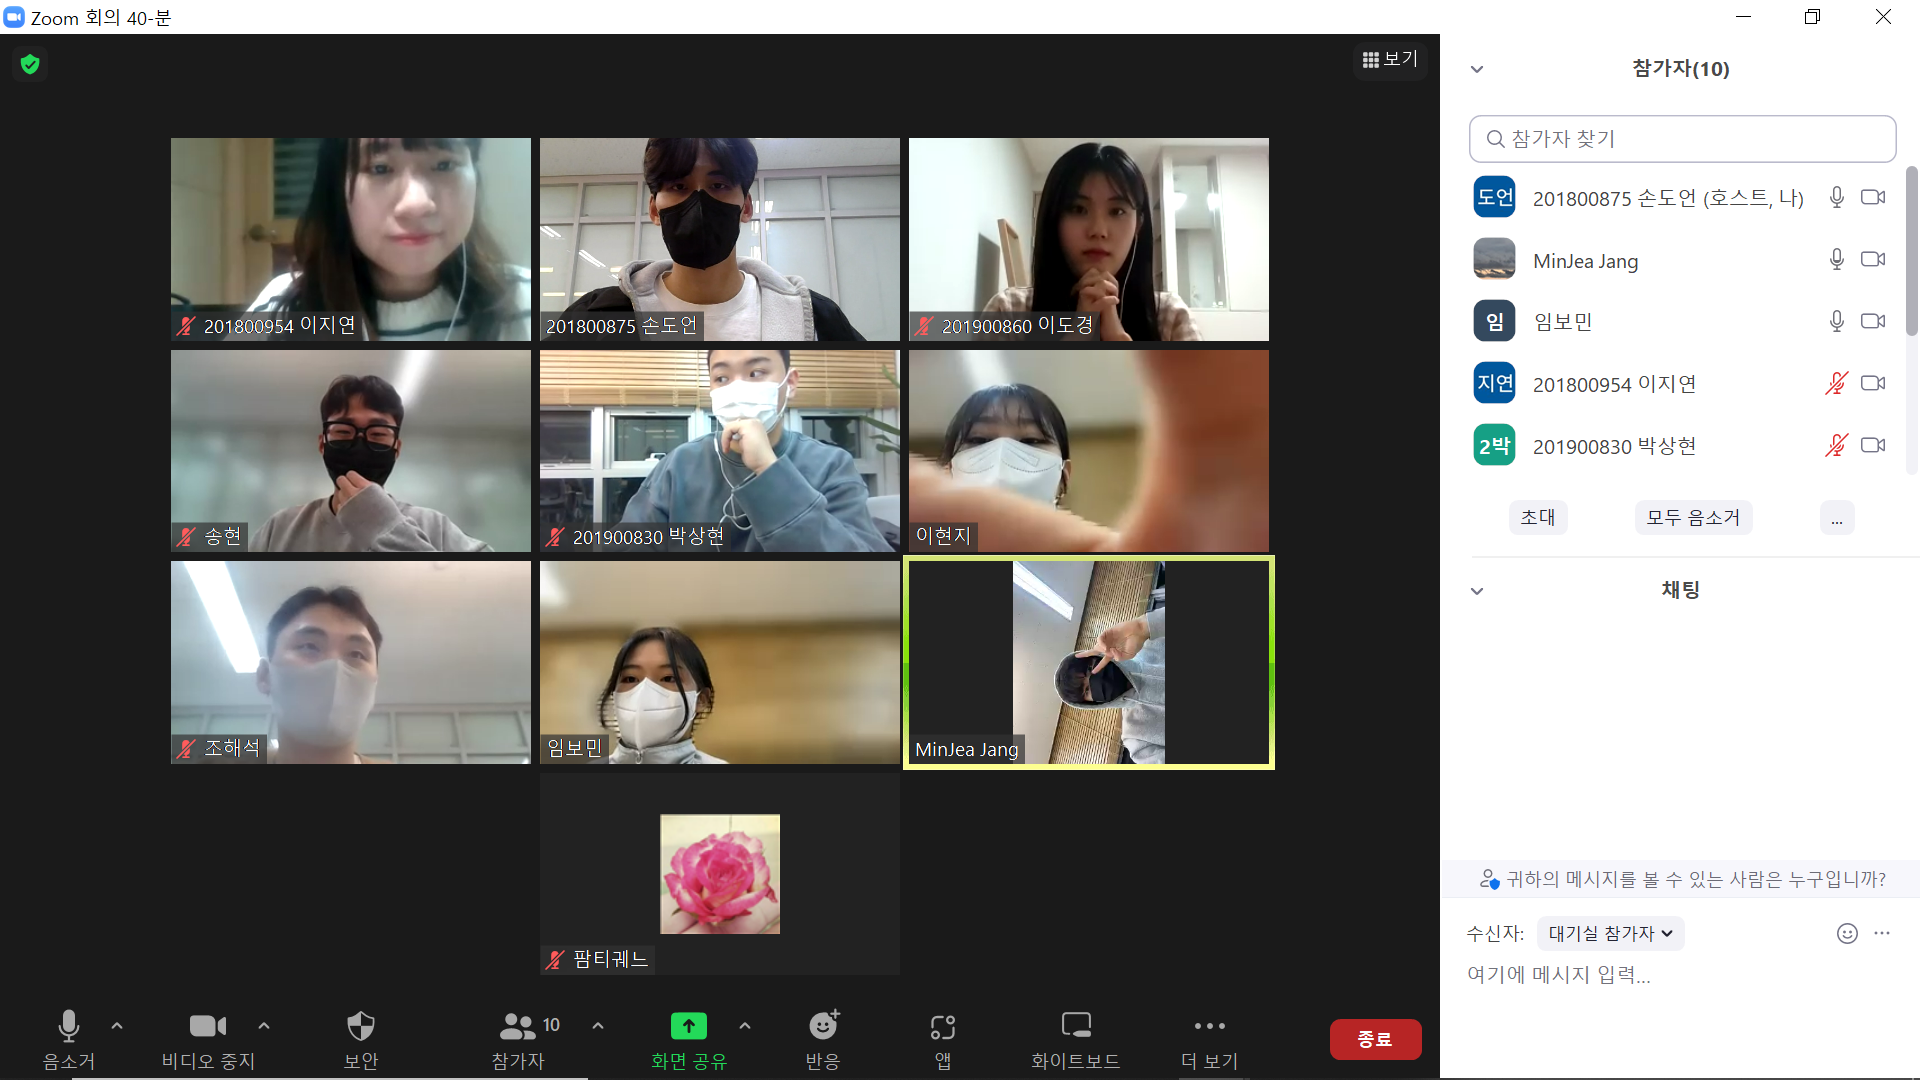 Zoom 회의 40-분
보기
201800954 이지연
201800875 손도언
201900860 이도경
송현
201900830 박상현
이현지
조해석
임보민
MinJea Jang
팜티궤느
음소거
비디오 중지
보안
10
참가자
화면 공유
반응
앱
화이트보드
더 보기
종료
참가자(10)
참가자 찾기
도언 201800875 손도언 (호스트, 나)
MinJea Jang
임 임보민
지연 201800954 이지연
2박 201900830 박상현
초대 모두 음소거 ...
채팅
귀하의 메시지를 볼 수 있는 사람은 누구입니까?
수신자: 대기실 참가자
여기에 메시지 입력...